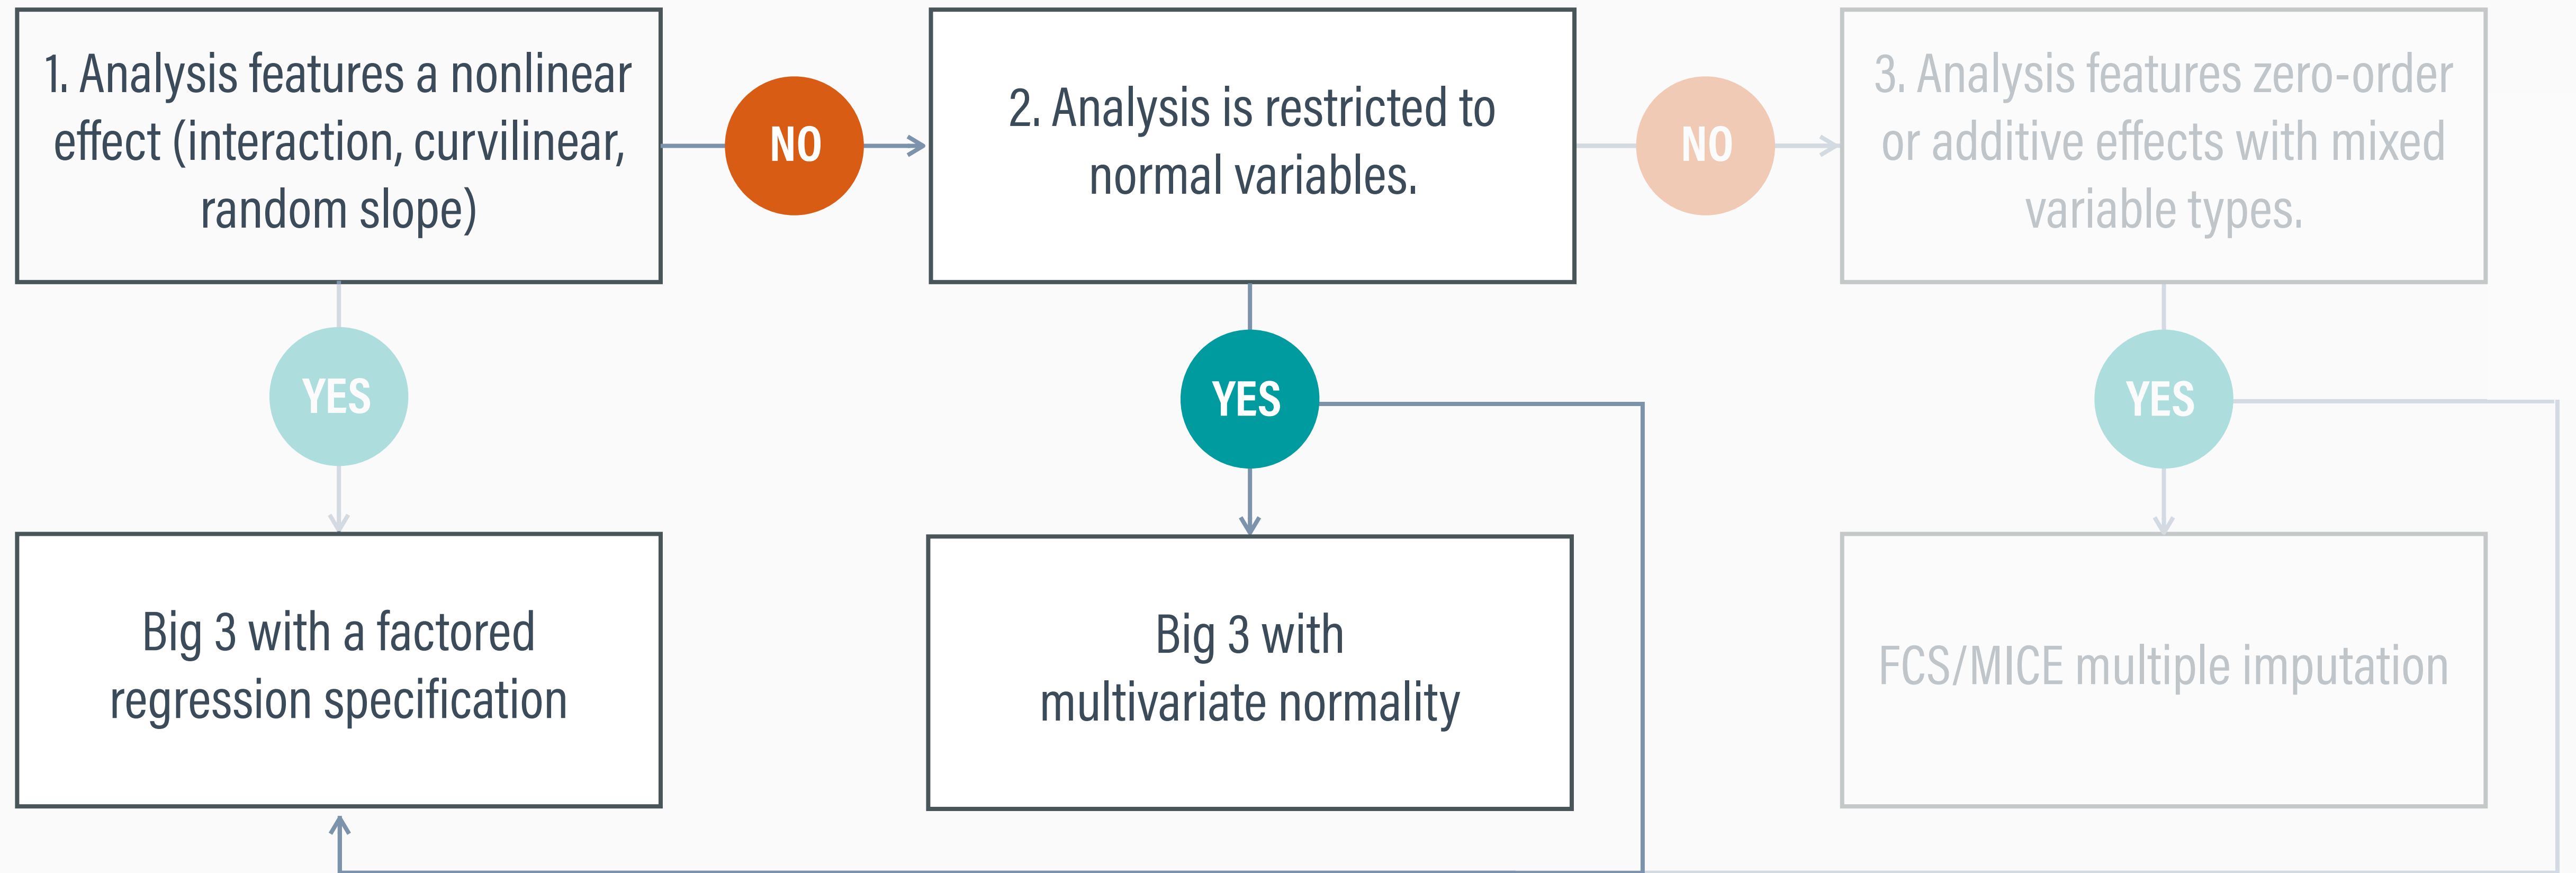 1. Analysis features a nonlinear
effect (interaction, curvilinear,
random slope)
NO
2. Analysis is restricted to
normal variables.
NO
3. Analysis features zero-order
or additive effects with mixed
variable types.
YES
YES
YES
Big 3 with a factored
regression specification
Big 3 with
multivariate normality
FCS/MICE multiple imputation